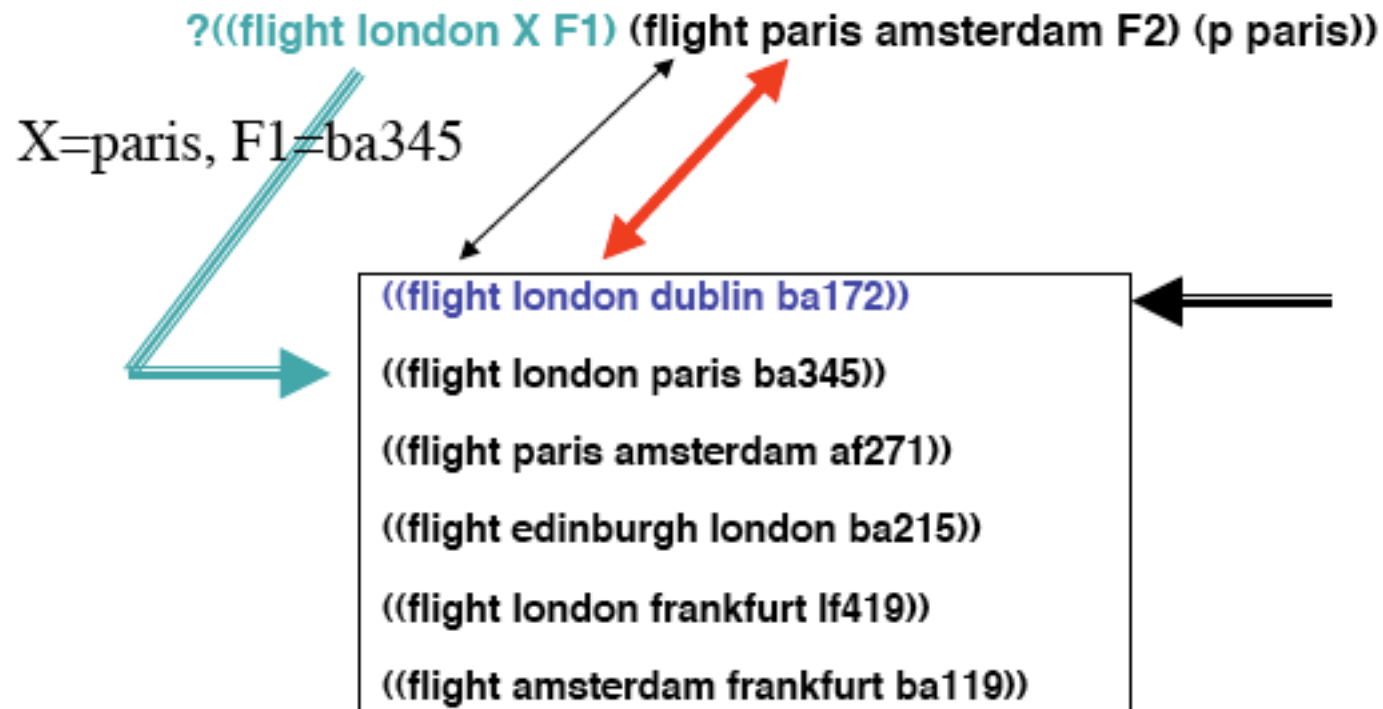 ?((flight london X F1) (flight paris amsterdam F2) (p paris))
X=paris, F1=ba345
((flight london dublin ba172))
((flight london paris ba345))
((flight paris amsterdam af271))
((flight edinburgh london ba215))
((flight london frankfurt lf419))
((flight amsterdam frankfurt ba119))